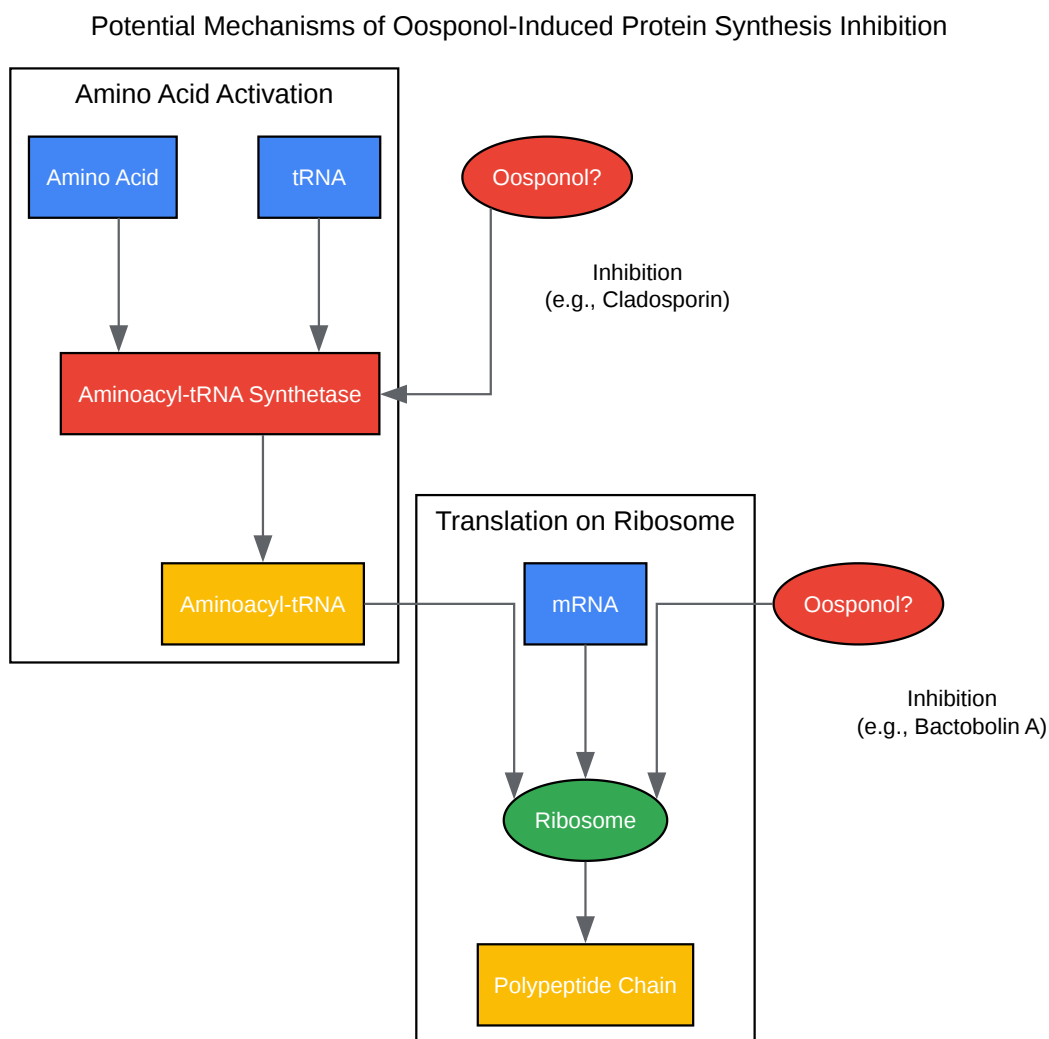 Potential Mechanisms of Oosponol-Induced Protein Synthesis Inhibition
Amino Acid Activation
Amino Acid
tRNA
Oosponol?
Inhibition
(e.g., Cladosporin)
Aminoacyl-tRNA Synthetase
Translation on Ribosome
Aminoacyl-tRNA
mRNA
Oosponol?
Inhibition
(e.g., Bactobolin A)
Ribosome
Polypeptide Chain